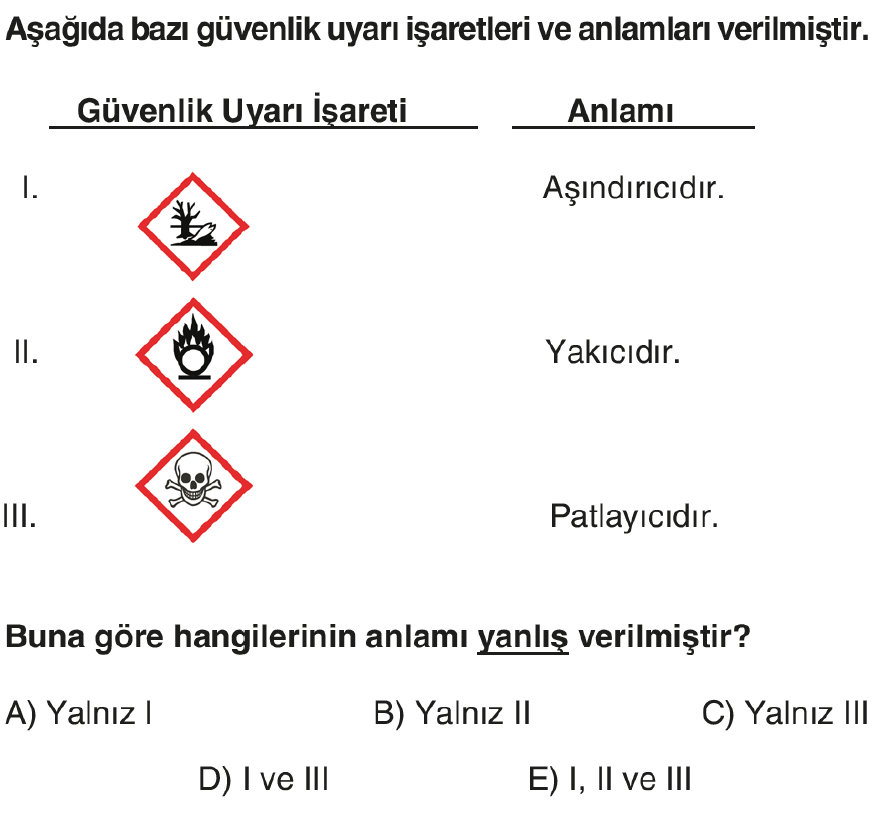 Aşağıda bazı güvenlik uyarı işaretleri ve anlamları verilmiştir.
Güvenlik Uyarı İşareti Anlamı
I. Aşındırıcıdır.
II. Yakıcıdır.
III. Patlayıcıdır.
Buna göre hangilerinin anlamı yanlış verilmiştir?
A) Yalnız I B) Yalnız II C) Yalnız III
D) I ve III E) I, II ve III